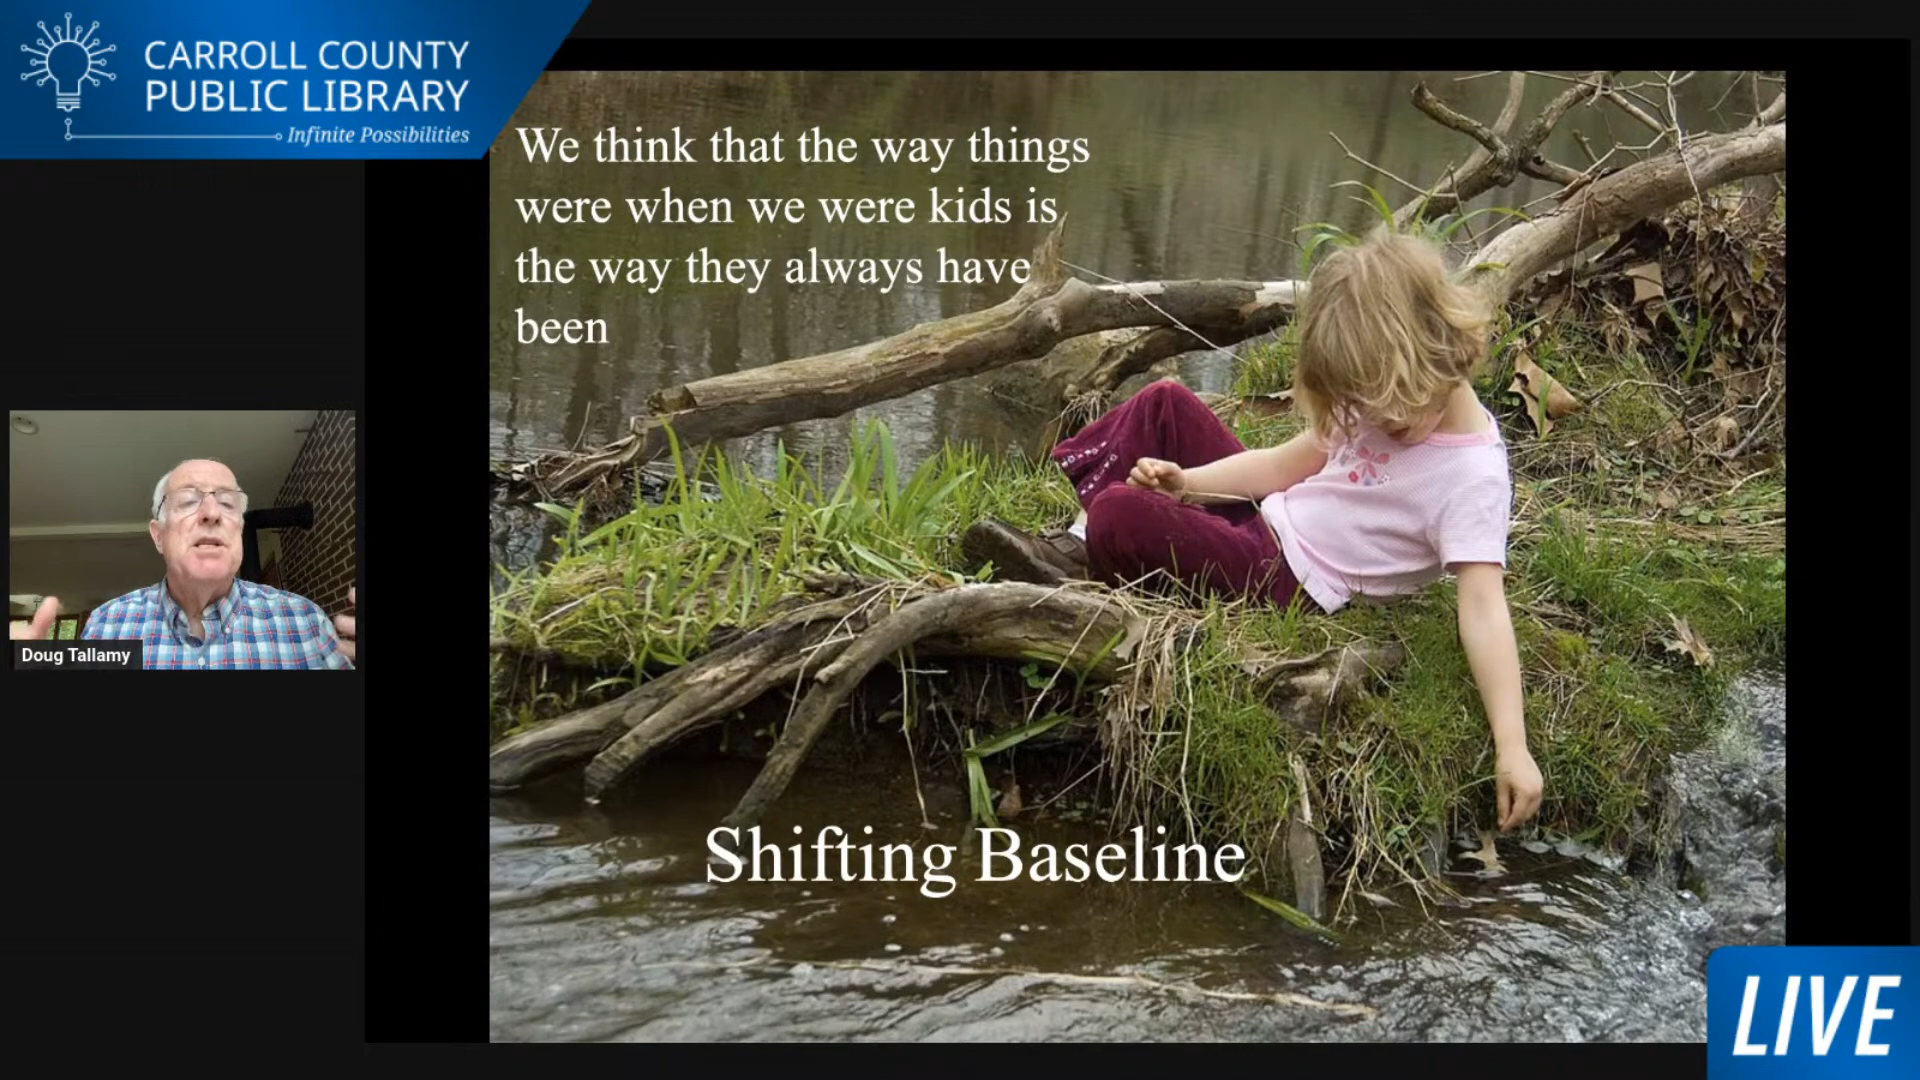 CARROLL COUNTY
PUBLIC LIBRARY
Infinite Possibilities
We think that the way things
were when we were kids is
the way they always have
been
Doug Tallamy
Shifting Baseline
LIVE